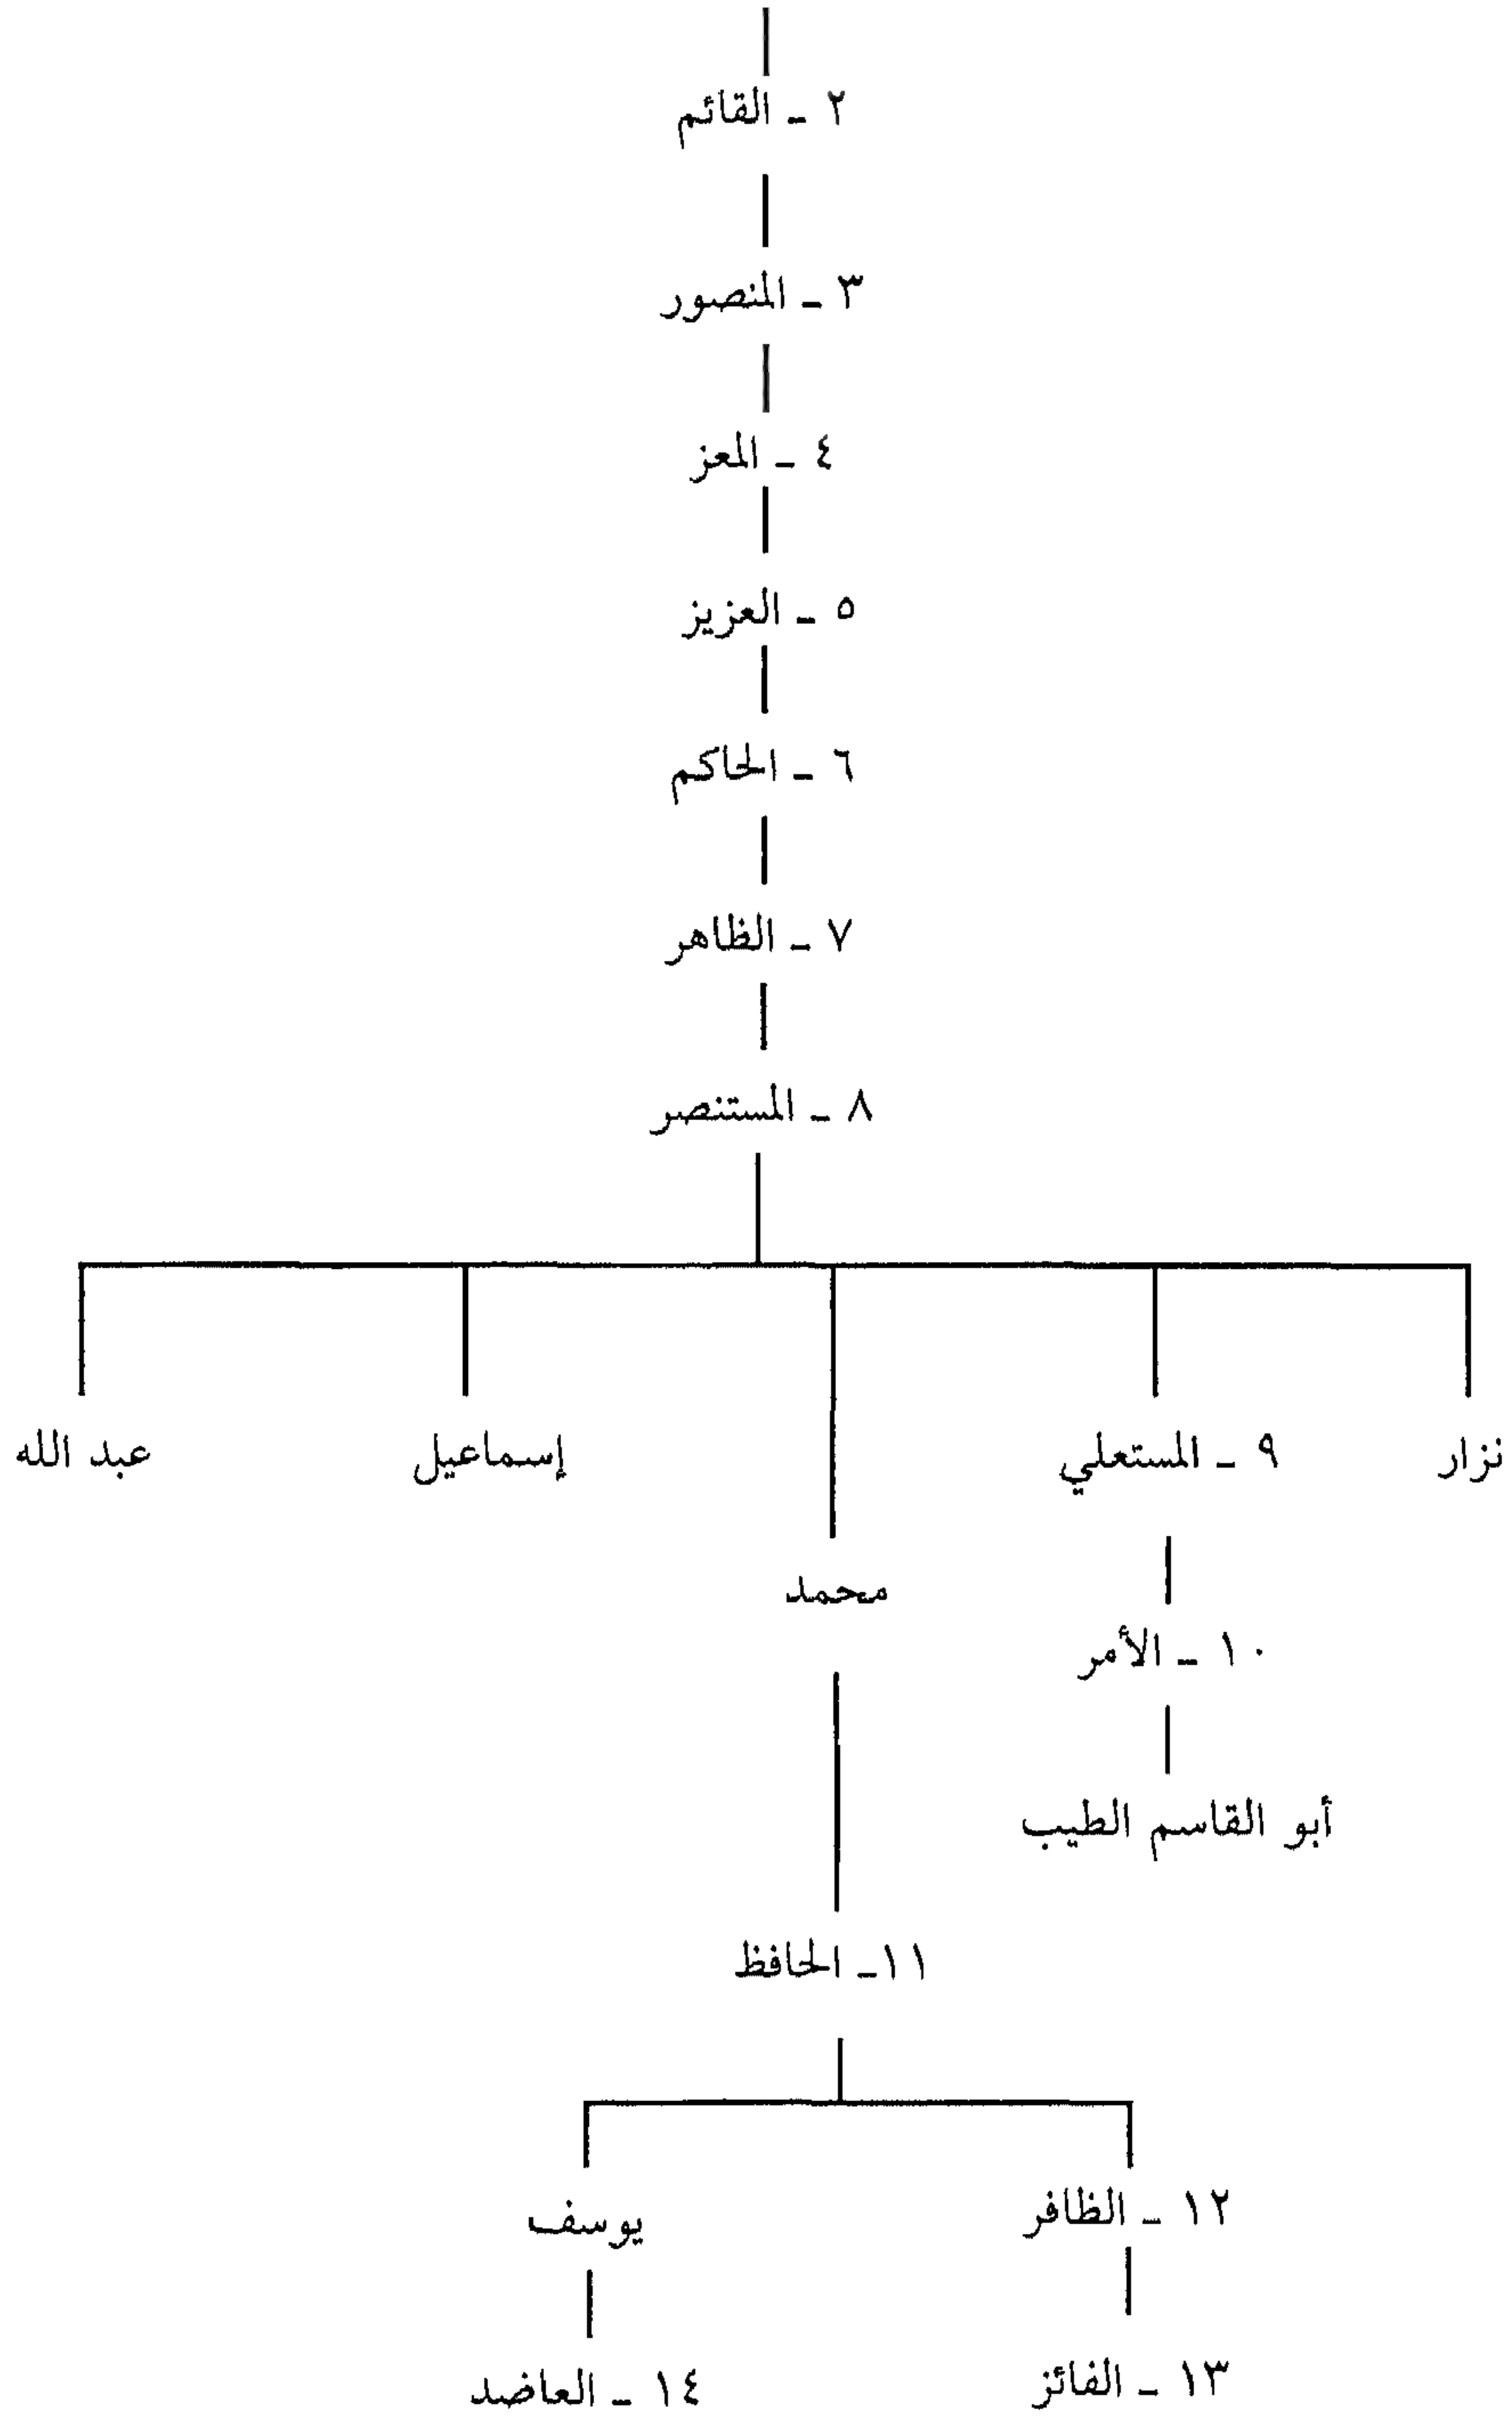 ٢ ـ القائم
٣ ـ المنصور
٤ ـ المعز
٥ ـ العزيز
٦ ـ الحاكم
٧ ـ الظاهر
٨ ـ المستنصر
نزار
٩ ـ المستعلي
إسماعيل
عبد الله
محمد
١٠ ـ الأمر
أبو القاسم الطيب
١١ـ الحافظ
١٢ ـ الظافر
يوسف
١٣ ـ الفائز
١٤ ـ العاضد